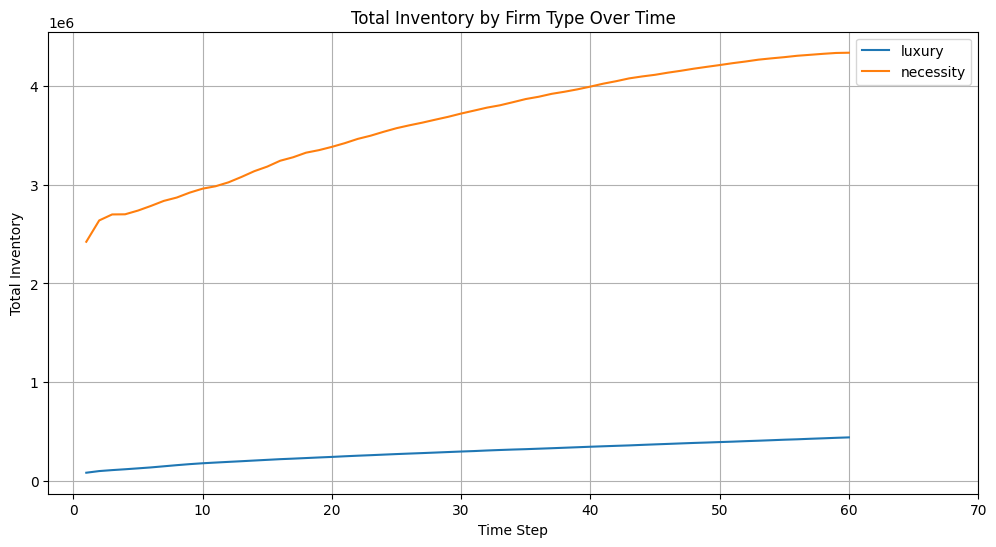 Total Inventory by Firm Type Over Time
1e6
luxury
necessity
4
3
2
1
0
Total Inventory
0 10 20 30 40 50 60 70
Time Step